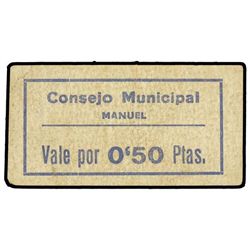 Consejo Municipal
MANUEL
Vale por 0'50 Ptas.